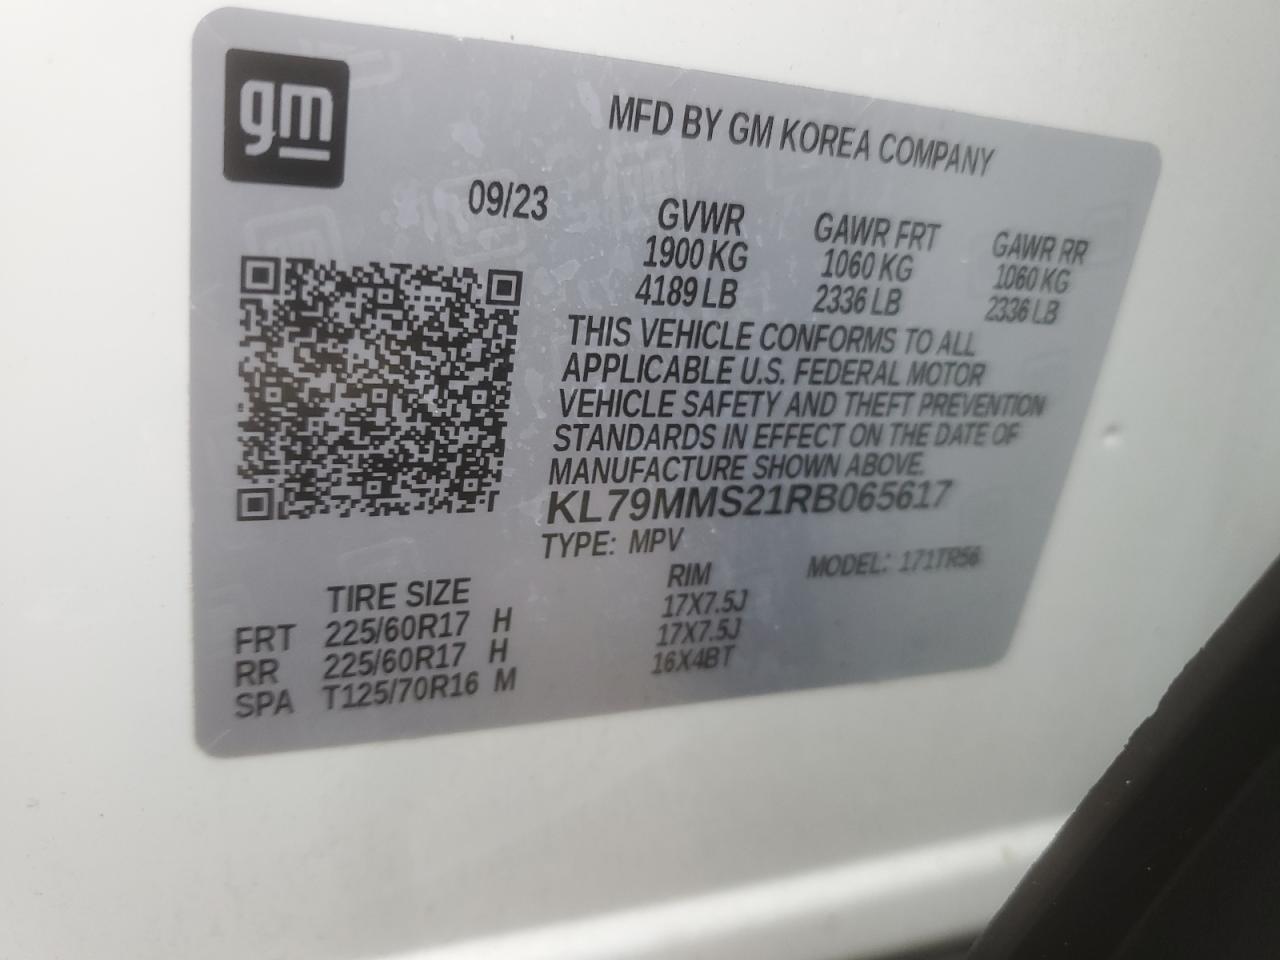 gm
MFD BY GM KOREA COMPANY
09/23
GVWR GAWR FRT GAWR RR
1900 KG 1060 KG 1060 KG
4189 LB 2336 LB 2336 LB
THIS VEHICLE CONFORMS TO ALL
APPLICABLE U.S. FEDERAL MOTOR
VEHICLE SAFETY AND THEFT PREVENTION
STANDARDS IN EFFECT ON THE DATE OF
MANUFACTURE SHOWN ABOVE.
KL79MMS21RB065617
TYPE: MPV MODEL: 171TR56
TIRE SIZE RIM
FRT 225/60R17 H 17X7.5J
RR 225/60R17 H 17X7.5J
SPA T125/70R16 M 16X4BT